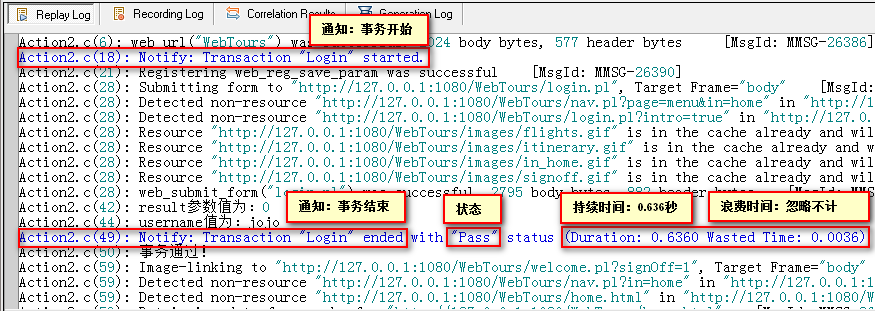 Replay Log Recording Log Correlation Results Generation Log
通知：事务开始
Action2.c(6): web_url("WebTours") was 24 body bytes, 577 header bytes [MsgId: MMSG-26386]
Action2.c(18): Notify: Transaction "Login" started.
Action2.c(21): Registering web_reg_save_param was successful [MsgId: MMSG-26390]
Action2.c(28): Submitting form to "http://127.0.0.1:1080/WebTours/login.pl", Target Frame="body" [MsgId:
Action2.c(28): Detected non-resource "http://127.0.0.1:1080/WebTours/nav.pl?page=menu&in=home" in "http://1
Action2.c(28): Detected non-resource "http://127.0.0.1:1080/WebTours/login.pl?intro=true" in "http://127.0.
Action2.c(28): Resource "http://127.0.0.1:1080/WebTours/images/flights.gif" is in the cache already and wil
Action2.c(28): Resource "http://127.0.0.1:1080/WebTours/images/itinerary.gif" is in the cache already and w
Action2.c(28): Resource "http://127.0.0.1:1080/WebTours/images/in_home.gif" is in the cache already and wil
Action2.c(28): Resource "http://127.0.0.1:1080/WebTours/images/signoff.gif" is in the cache already and wil
Action2.c(28): web_submit_form("login.pl") was successful, 2795 body bytes, 882 header bytes [MsgId: MM
通知：事务结束 状态 持续时间：0.636秒 浪费时间：忽略不计
Action2.c(42): result参数值为：0
Action2.c(44): username值为：jojo
Action2.c(49): Notify: Transaction "Login" ended with "Pass" status (Duration: 0.6360 Wasted Time: 0.0036)
Action2.c(50): 事务通过！
Action2.c(59): Image-linking to "http://127.0.0.1:1080/WebTours/welcome.pl?signOff=1", Target Frame="body"
Action2.c(59): Detected non-resource "http://127.0.0.1:1080/WebTours/nav.pl?in=home" in "http://127.0.0.1:1
Action2.c(59): Detected non-resource "http://127.0.0.1:1080/WebTours/home.html" in "http://127.0.0.1:1080/W